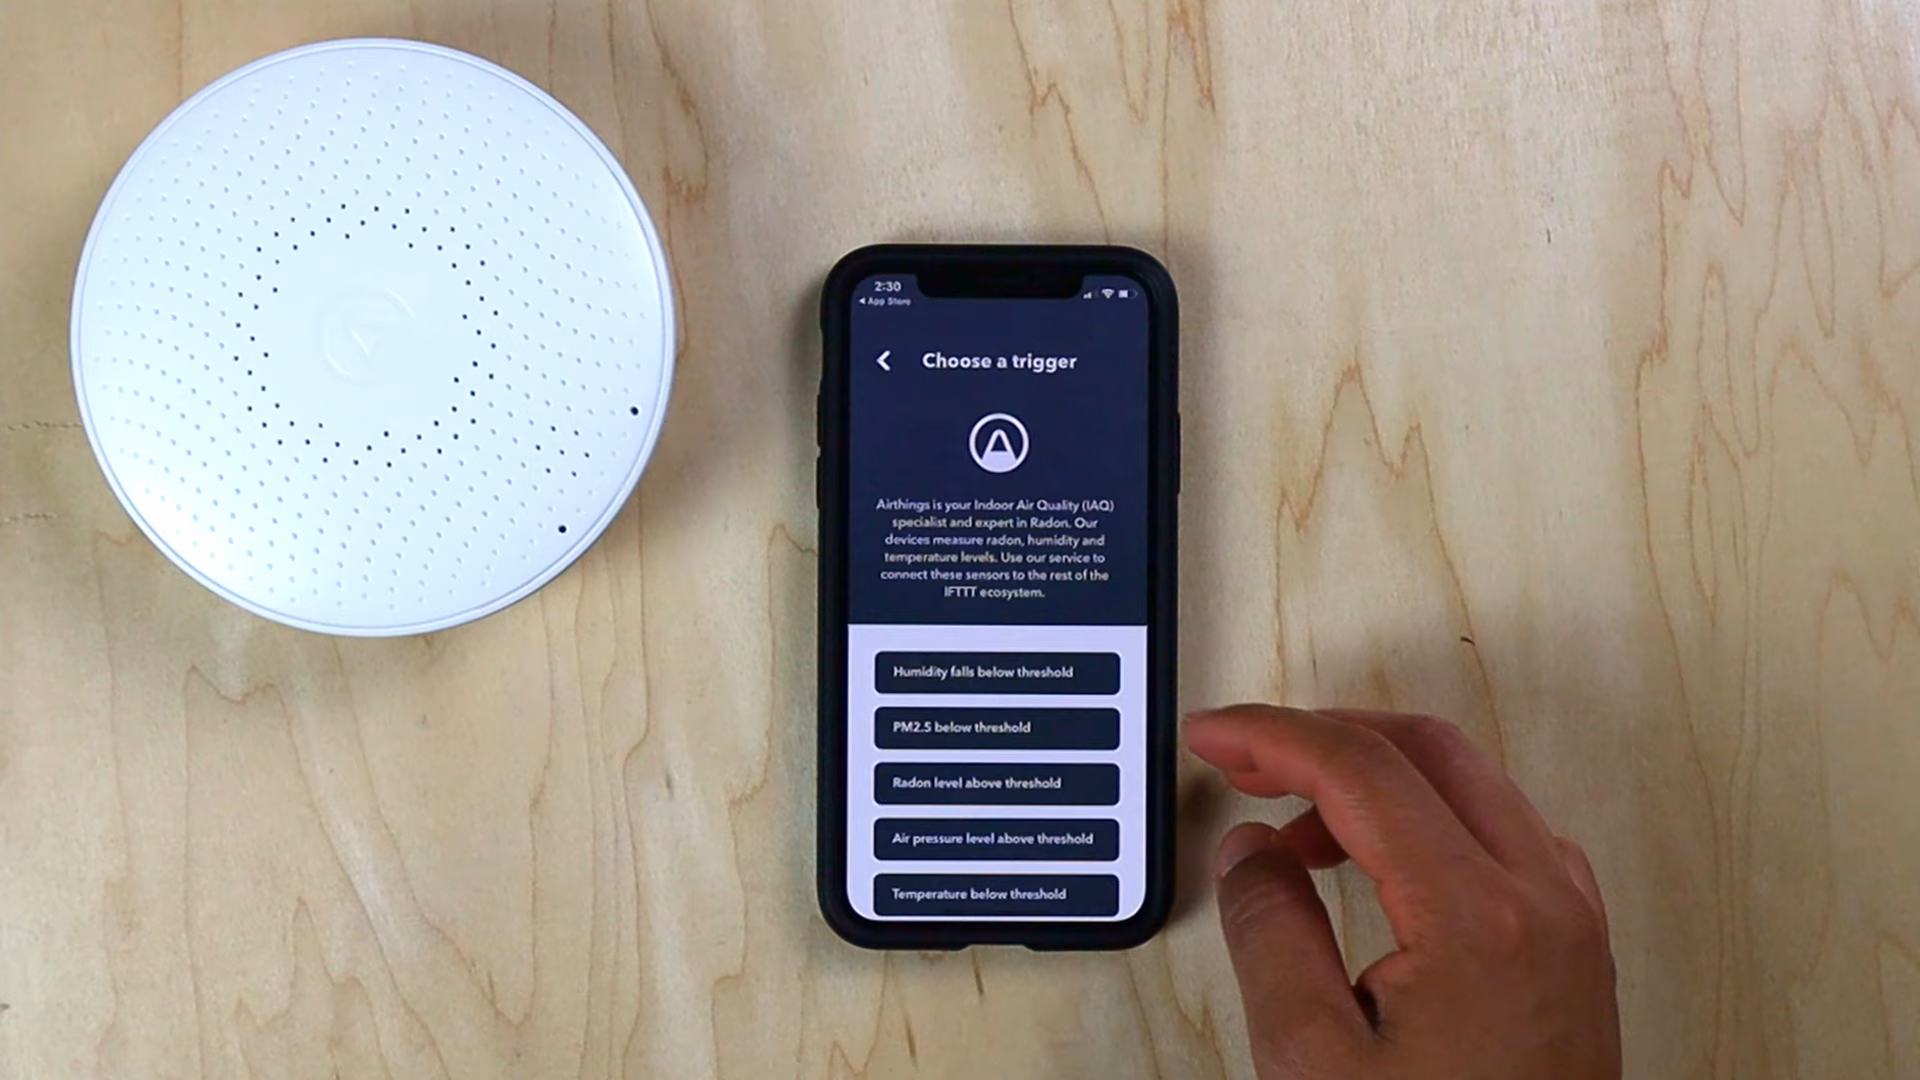 2:30
◀ App Store
Choose a trigger
Airthings is your Indoor Air Quality (IAQ)
specialist and expert in Radon. Our
devices measure radon, humidity and
temperature levels. Use our service to
connect these sensors to the rest of the
IFTTT ecosystem.
Humidity falls below threshold
PM2.5 below threshold
Radon level above threshold
Air pressure level above threshold
Temperature below threshold